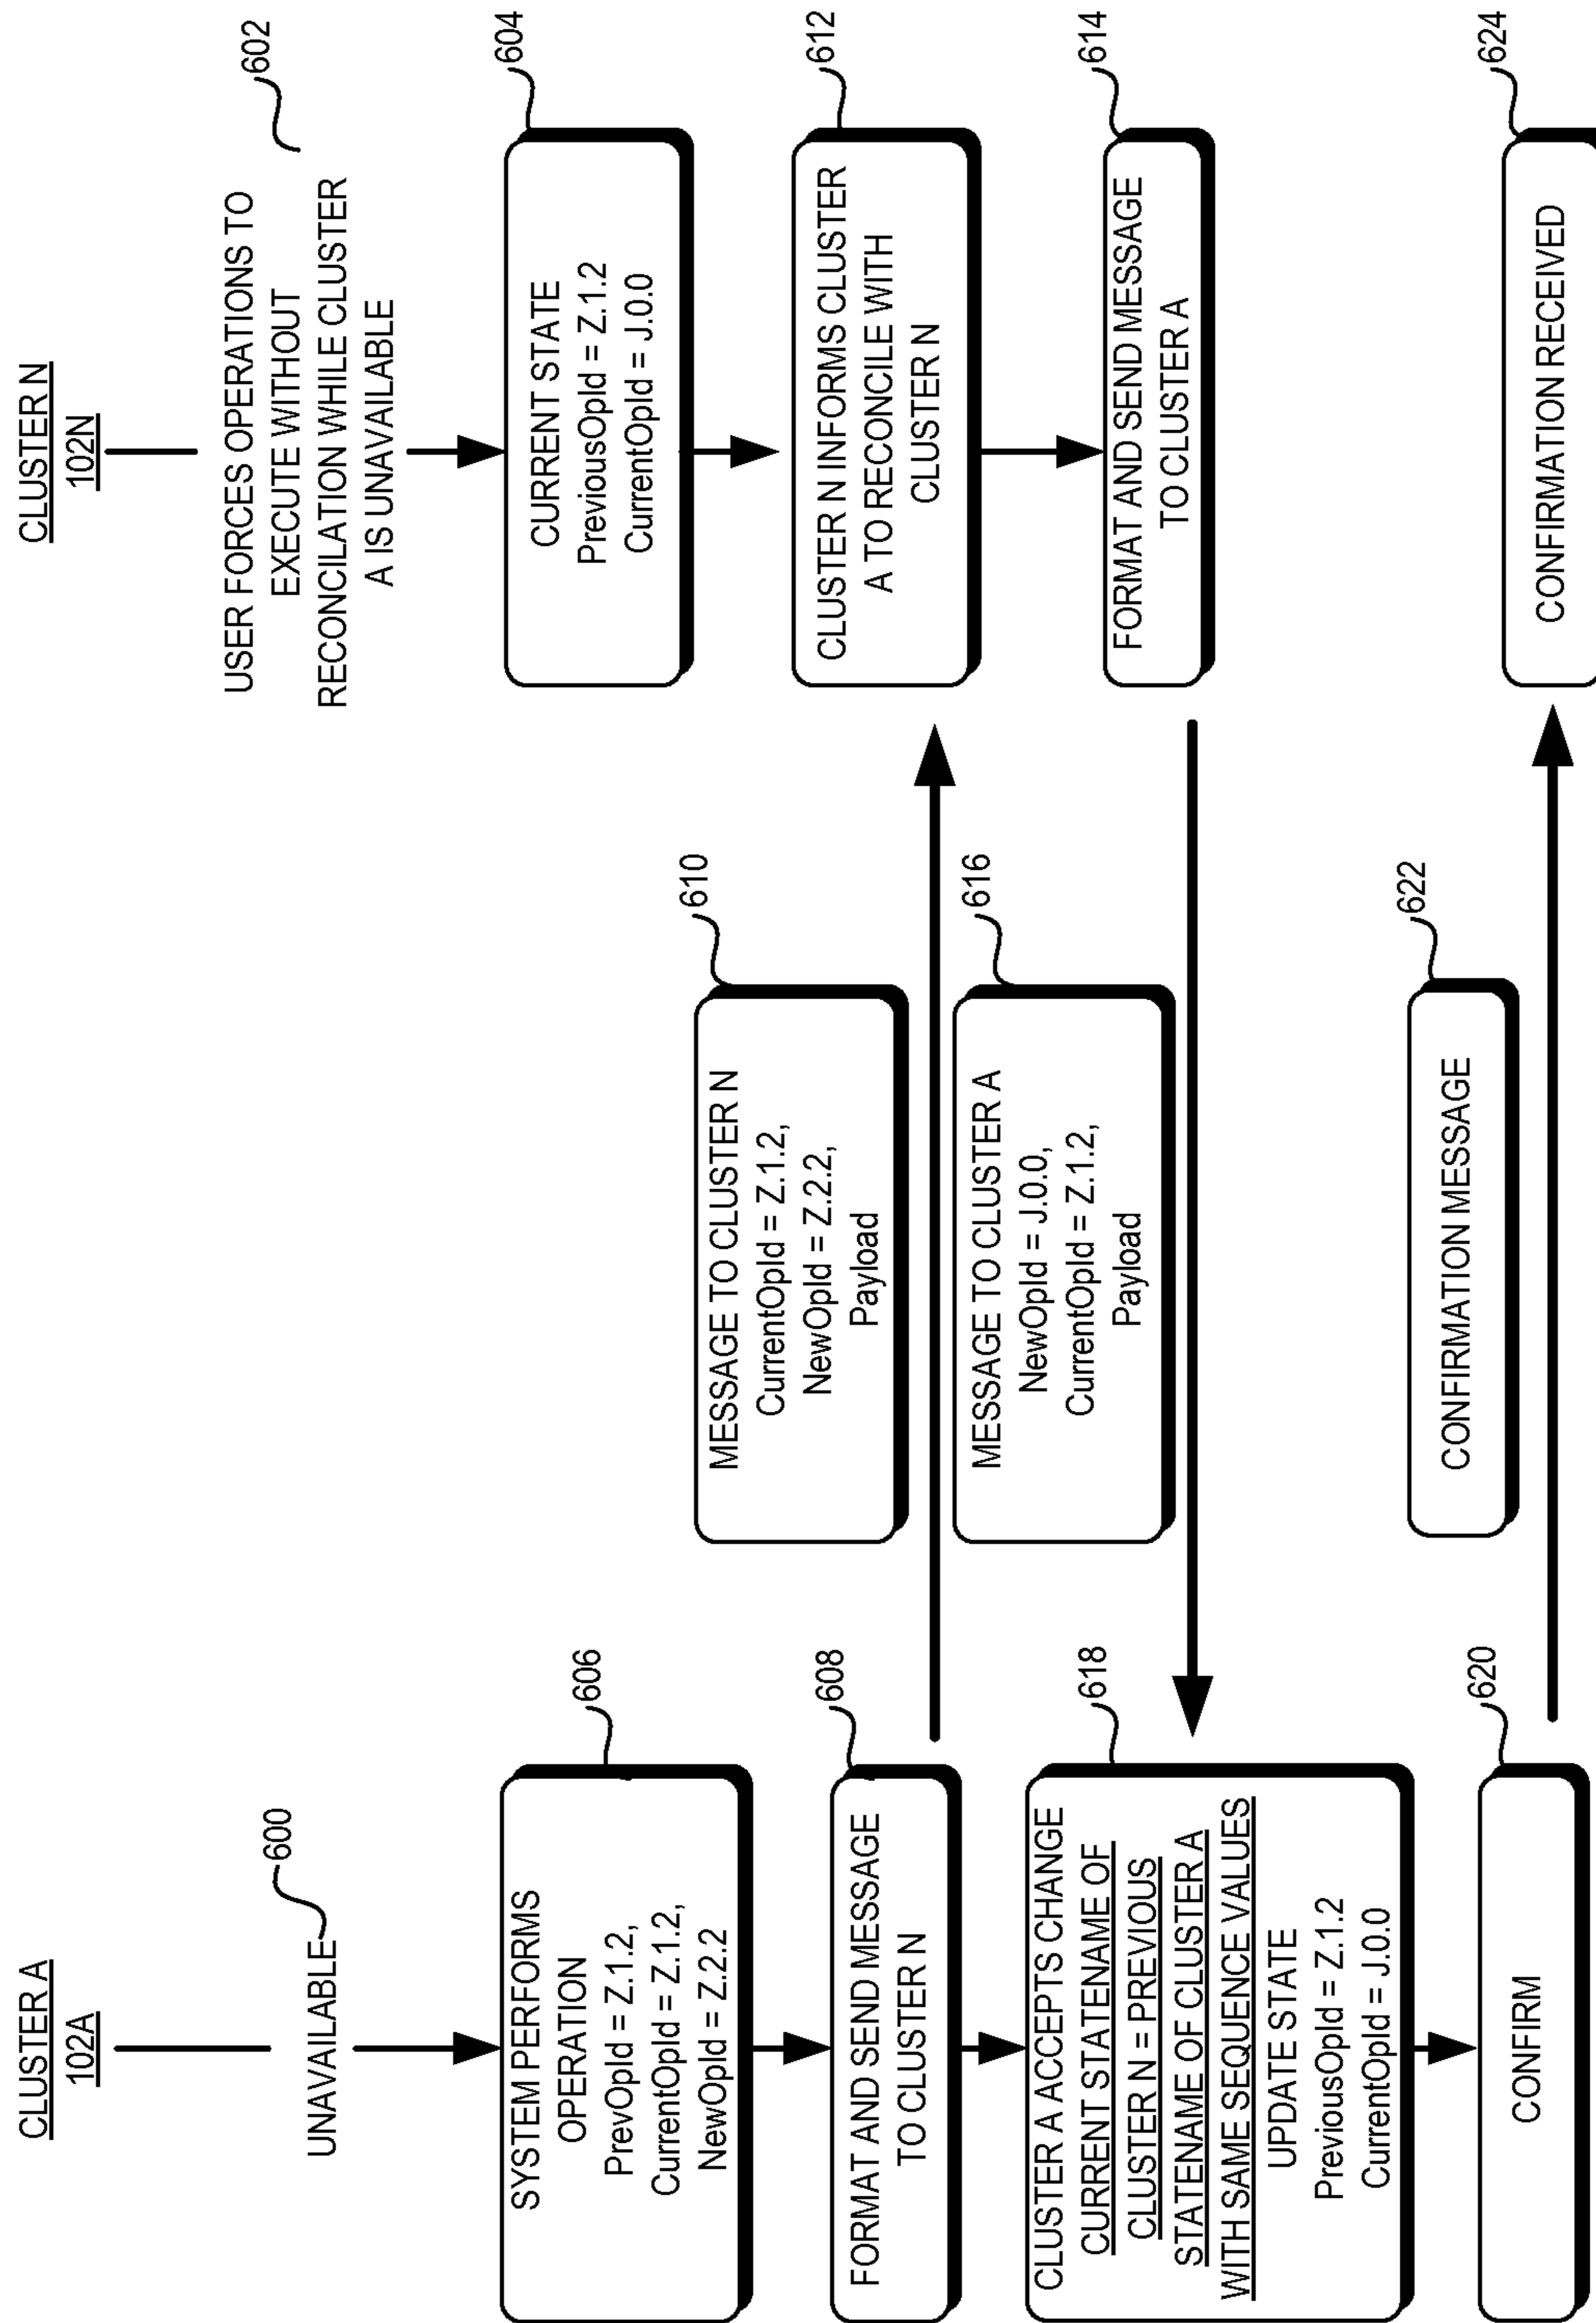 CLUSTER A
102A
UNAVAILABLE
600
SYSTEM PERFORMS
OPERATION
PrevOpId = Z.1.2,
CurrentOpId = Z.1.2,
NewOpId = Z.2.2
606
FORMAT AND SEND MESSAGE
TO CLUSTER N
608
CLUSTER A ACCEPTS CHANGE
CURRENT STATENAME OF
CLUSTER N = PREVIOUS
STATENAME OF CLUSTER A
WITH SAME SEQUENCE VALUES
UPDATE STATE
PreviousOpId = Z.1.2
CurrentOpId = J.0.0
618
CONFIRM
620
MESSAGE TO CLUSTER N
CurrentOpId = Z.1.2,
NewOpId = Z.2.2,
Payload
610
MESSAGE TO CLUSTER A
NewOpId = J.0.0,
CurrentOpId = Z.1.2,
Payload
616
CONFIRMATION MESSAGE
622
CLUSTER N
102N
USER FORCES OPERATIONS TO
EXECUTE WITHOUT
RECONCILATION WHILE CLUSTER
A IS UNAVAILABLE
602
CURRENT STATE
PreviousOpId = Z.1.2
CurrentOpId = J.0.0
604
CLUSTER N INFORMS CLUSTER
A TO RECONCILE WITH
CLUSTER N
612
FORMAT AND SEND MESSAGE
TO CLUSTER A
614
CONFIRMATION RECEIVED
624